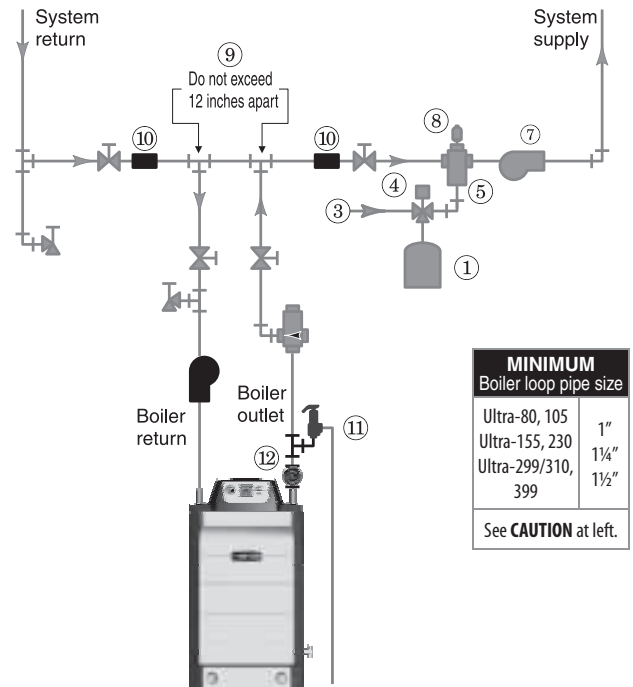 System
return
System
supply
⑨
Do not exceed
12 inches apart
⑩
⑩
⑧
⑦
④
③
⑤
①
Boiler
return
Boiler
outlet
⑪
⑫
MINIMUM
Boiler loop pipe size
Ultra-80, 105
1”
Ultra-155, 230
1¼”
Ultra-299/310,
399
1½”
See CAUTION at left.